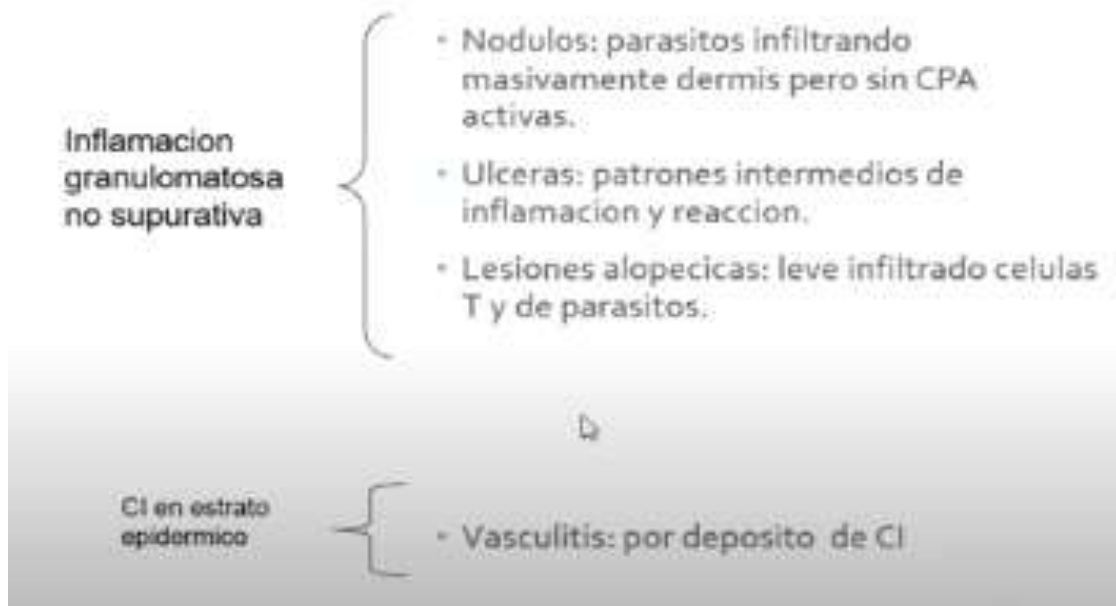 Inflamacion
granulomatosa
no supurativa
• Nodulos: parasitos infiltrando
masivamente dermis pero sin CPA
activas.
• Ulceras: patrones intermedios de
inflamacion y reaccion.
• Lesiones alopecicas: leve infiltrado celulas
T y de parasitos.
CI en estrato
epidermico
• Vasculitis: por deposito de CI